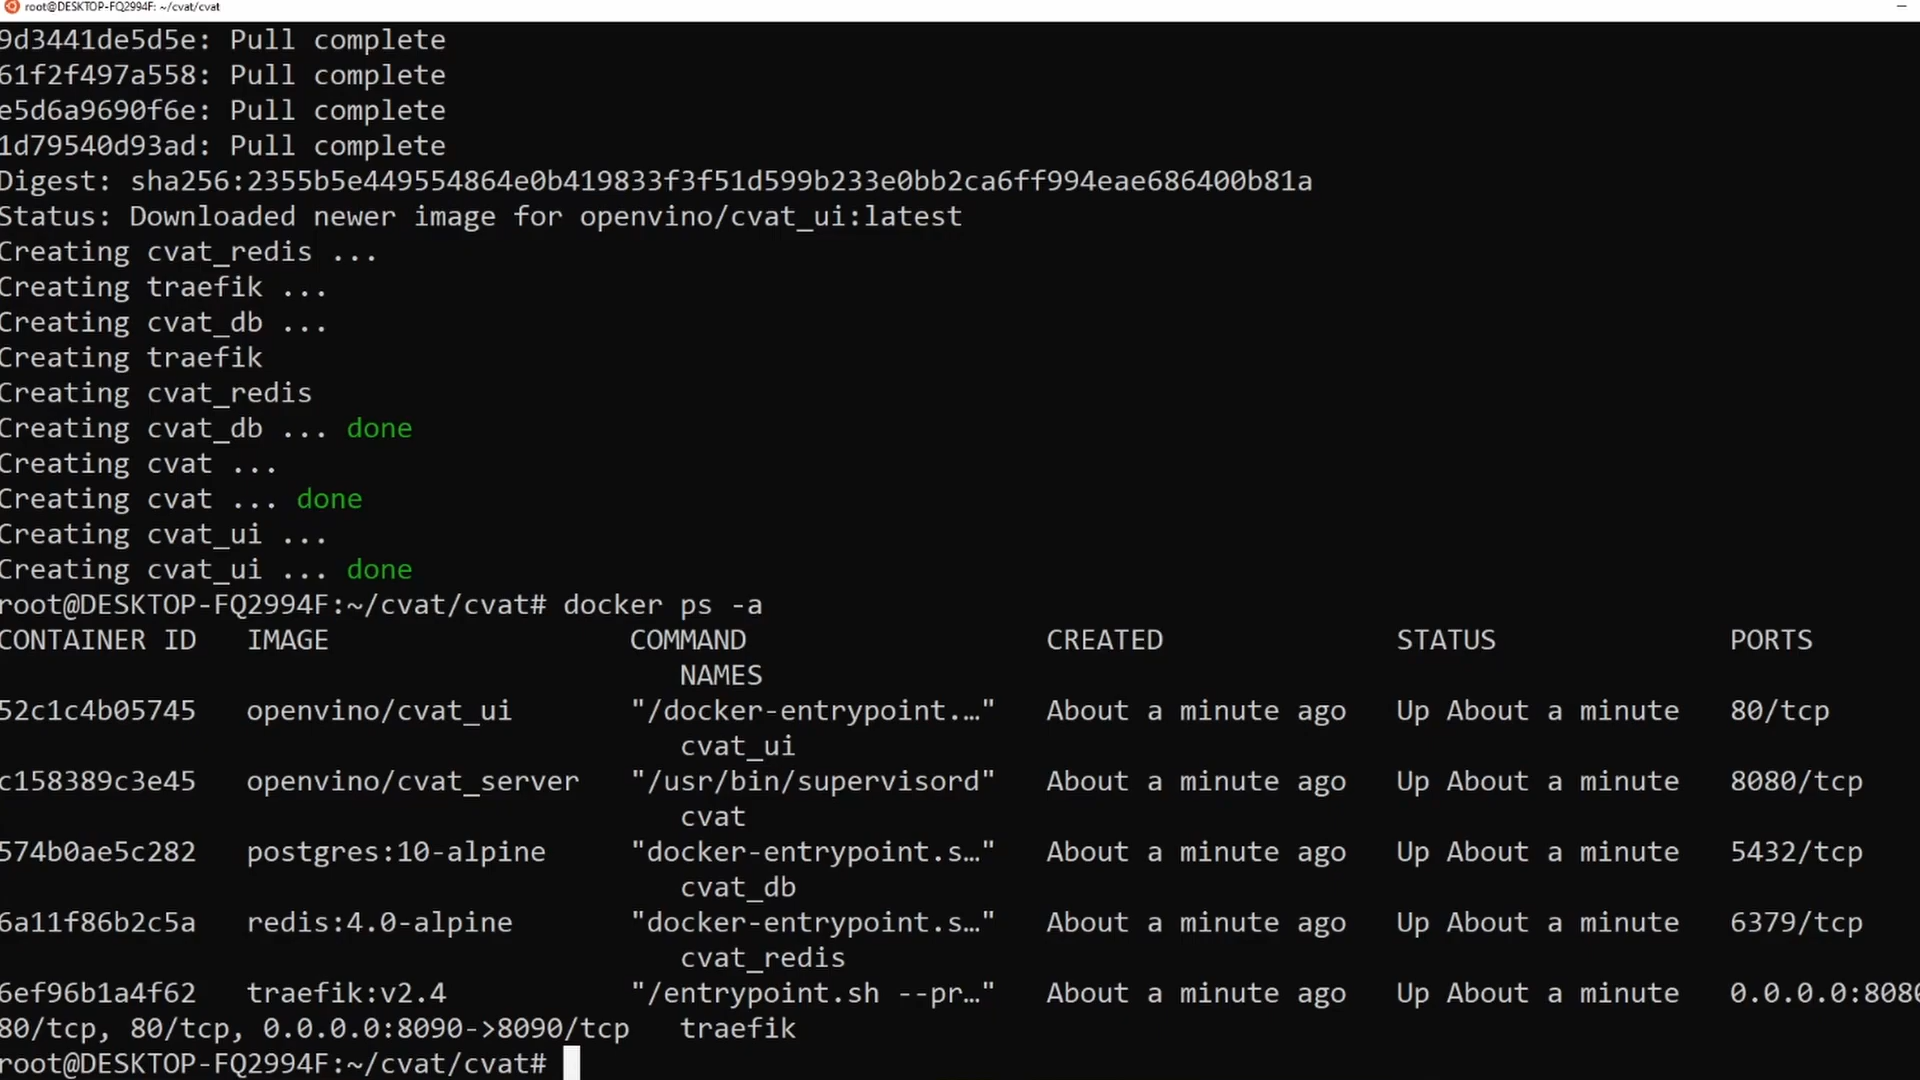 root@DESKTOP-FQ2994F: ~/cvat/cvat
9d3441de5d5e: Pull complete
61f2f497a558: Pull complete
e5d6a9690f6e: Pull complete
1d79540d93ad: Pull complete
Digest: sha256:2355b5e449554864e0b419833f3f51d599b233e0bb2ca6ff994eae686400b81a
Status: Downloaded newer image for openvino/cvat_ui:latest
Creating cvat_redis ...
Creating traefik ...
Creating cvat_db ...
Creating traefik
Creating cvat_redis
Creating cvat_db ... done
Creating cvat ...
Creating cvat ... done
Creating cvat_ui ...
Creating cvat_ui ... done
root@DESKTOP-FQ2994F:~/cvat/cvat# docker ps -a
CONTAINER ID   IMAGE                  COMMAND                  CREATED              STATUS              PORTS
NAMES
52c1c4b05745   openvino/cvat_ui       "/docker-entrypoint.…"   About a minute ago   Up About a minute   80/tcp
cvat_ui
c158389c3e45   openvino/cvat_server   "/usr/bin/supervisord"   About a minute ago   Up About a minute   8080/tcp
cvat
574b0ae5c282   postgres:10-alpine     "docker-entrypoint.s…"   About a minute ago   Up About a minute   5432/tcp
cvat_db
6a11f86b2c5a   redis:4.0-alpine       "docker-entrypoint.s…"   About a minute ago   Up About a minute   6379/tcp
cvat_redis
6ef96b1a4f62   traefik:v2.4           "/entrypoint.sh --pr…"   About a minute ago   Up About a minute   0.0.0.0:8080
80/tcp, 80/tcp, 0.0.0.0:8090->8090/tcp   traefik
root@DESKTOP-FQ2994F:~/cvat/cvat#